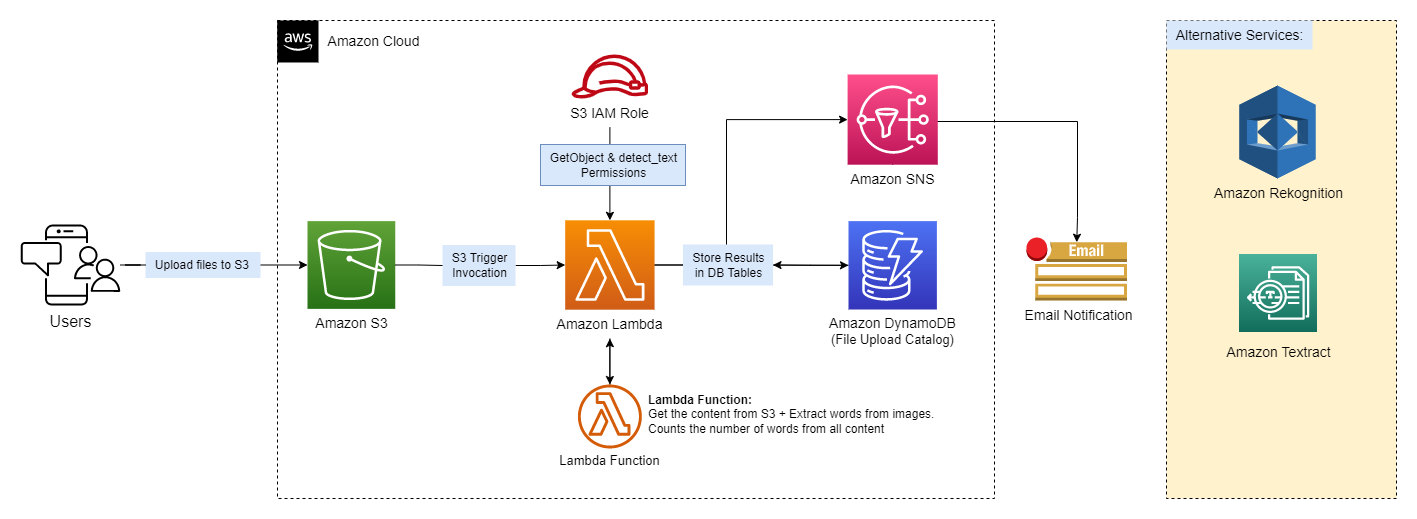 aws
Amazon Cloud
Alternative Services:
S3 IAM Role
GetObject & detect_text
Permissions
Amazon SNS
Amazon Rekognition
Users
Upload files to S3
Amazon S3
S3 Trigger
Invocation
Amazon Lambda
Store Results
in DB Tables
Amazon DynamoDB
(File Upload Catalog)
Email
Email Notification
T
Amazon Textract
Lambda Function:
Get the content from S3 + Extract words from images.
Counts the number of words from all content
Lambda Function